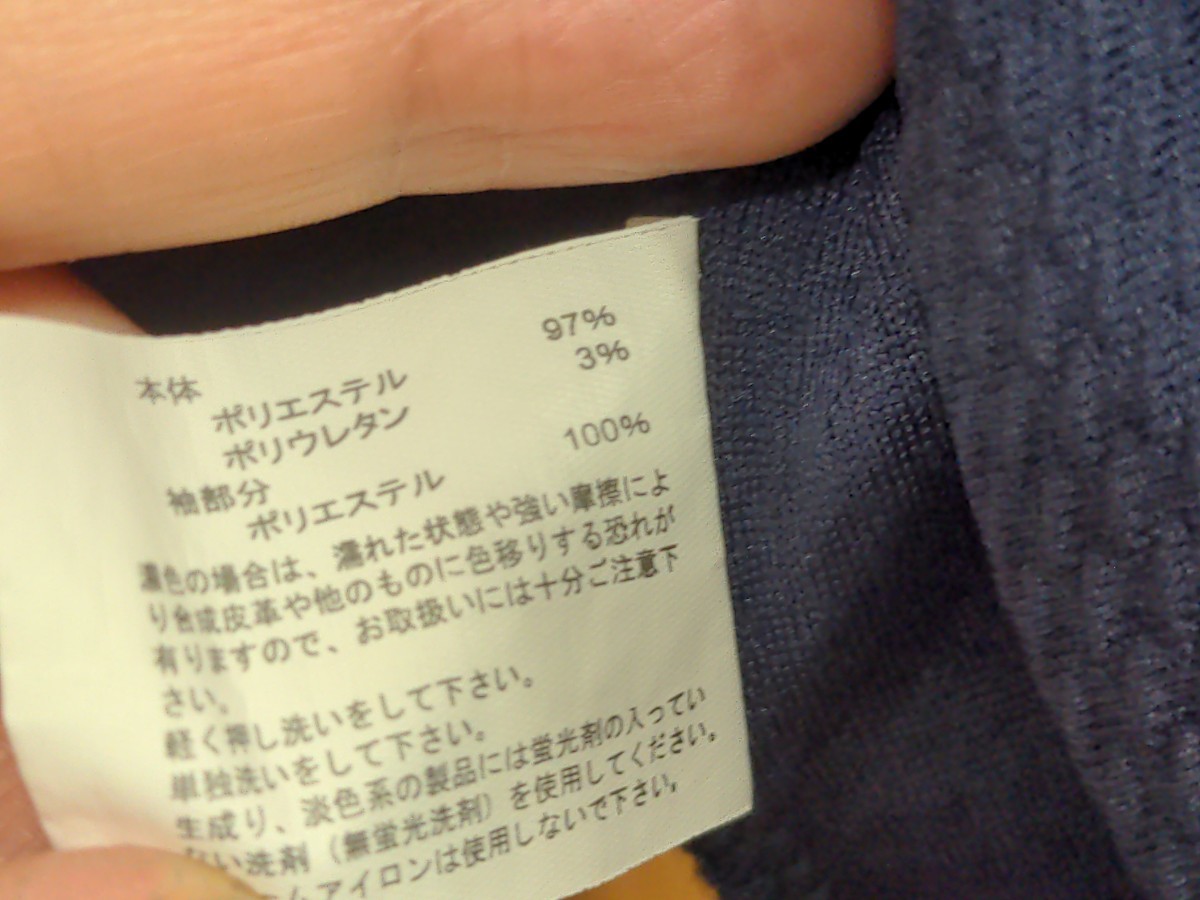 本体
ポリエステル 97%
ポリウレタン 3%
袖部分
ポリエステル 100%
濃色の場合は、濡れた状態や強い摩擦によ
り合成皮革や他のものに色移りする恐れが
有りますので、お取扱いには十分ご注意下
さい。
軽く押し洗いをして下さい。
単独洗いをして下さい。
生成り、淡色系の製品には蛍光剤の入ってい
ない洗剤（無蛍光洗剤）を使用してください。
ムアイロンは使用しないで下さい。